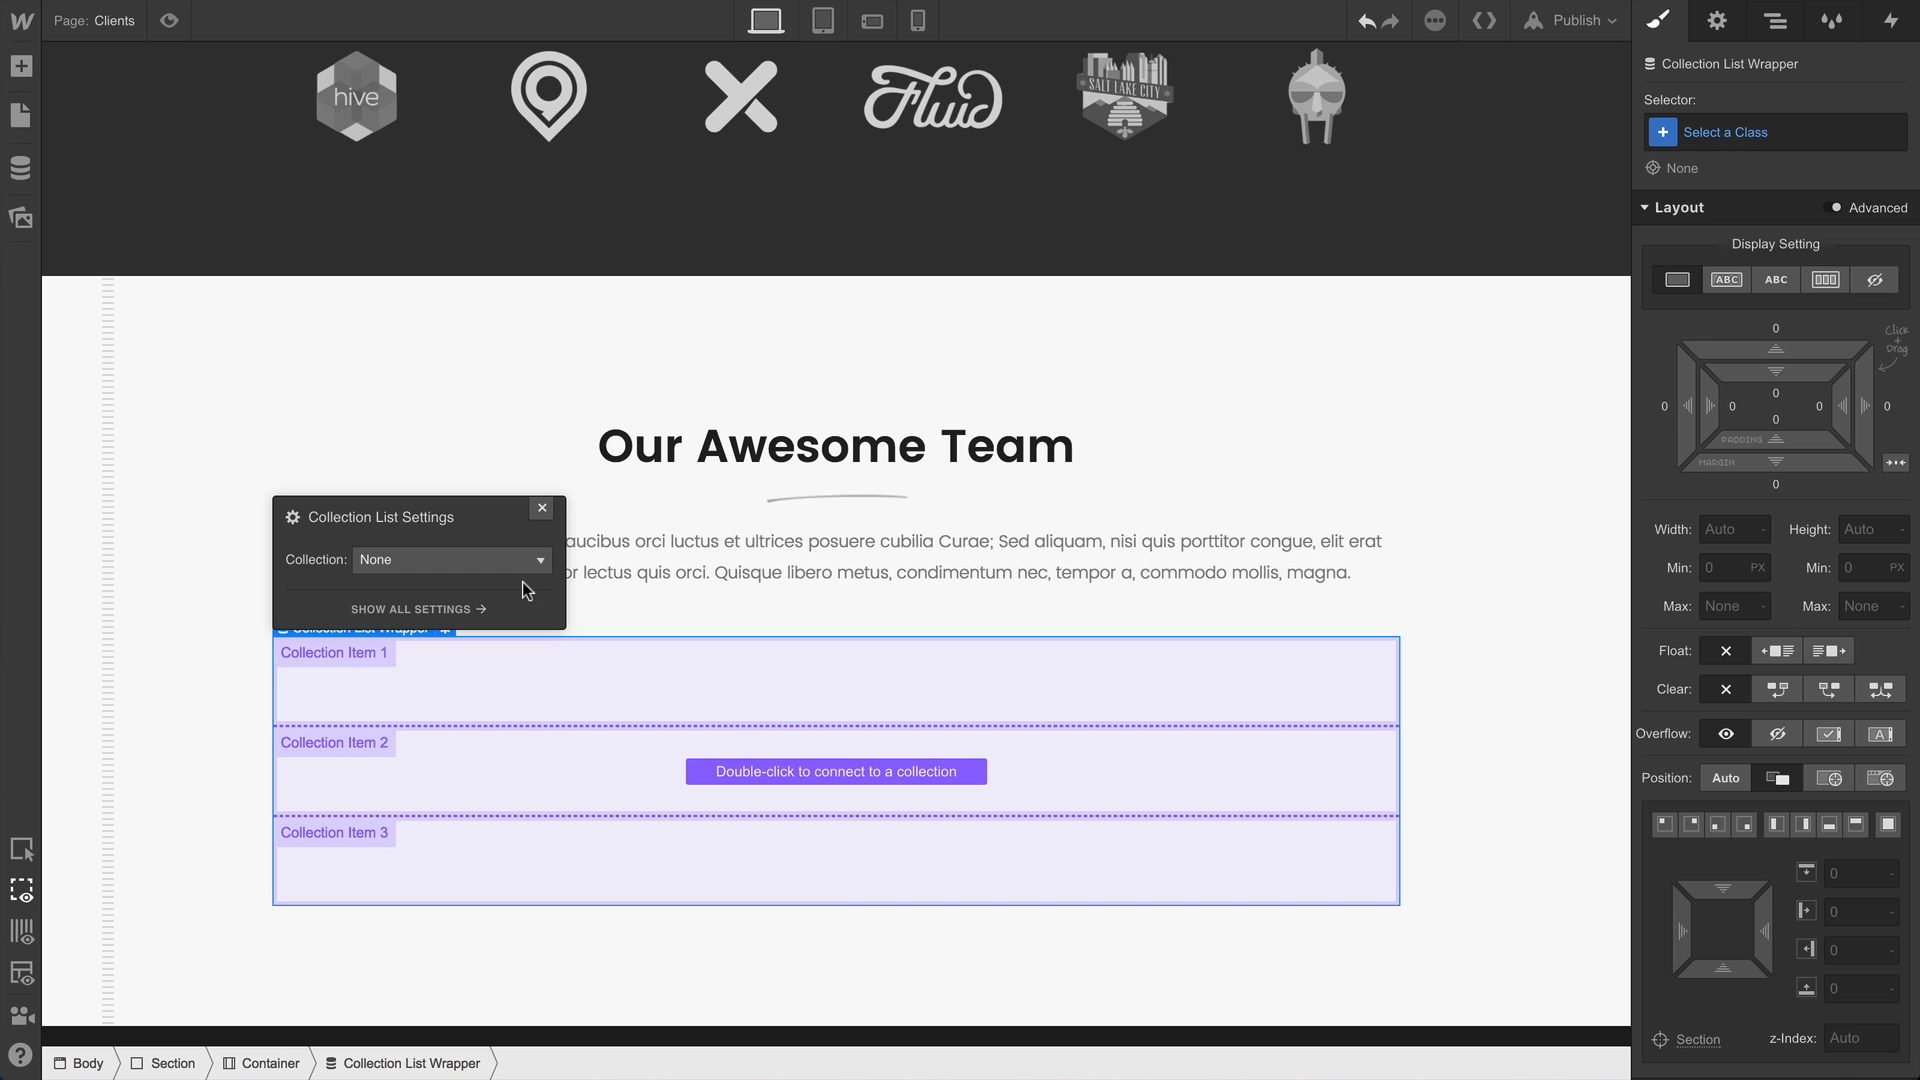 Page: Clients
Publish
hive
Fluid
SALT LAKE CITY
Our Awesome Team
Collection List Settings
Collection: None
SHOW ALL SETTINGS
aucibus orci luctus et ultrices posuere cubilia Curae; Sed aliquam, nisi quis porttitor congue, elit erat
or lectus quis orci. Quisque libero metus, condimentum nec, tempor a, commodo mollis, magna.
Collection List Wrapper
Collection Item 1
Collection Item 2
Double-click to connect to a collection
Collection Item 3
Body
Section
Container
Collection List Wrapper
Collection List Wrapper
Selector:
+ Select a Class
None
Layout
Advanced
Display Setting
ABC ABC
0
Click
+
Drag
0
0 0 0 0
0
PADDING
MARGIN
0
Width: Auto - Height: Auto -
Min: 0 PX Min: 0 PX
Max: None - Max: None -
Float:
Clear:
Overflow: A
Position: Auto
0 -
0 -
0 -
0 -
Section
z-Index: Auto